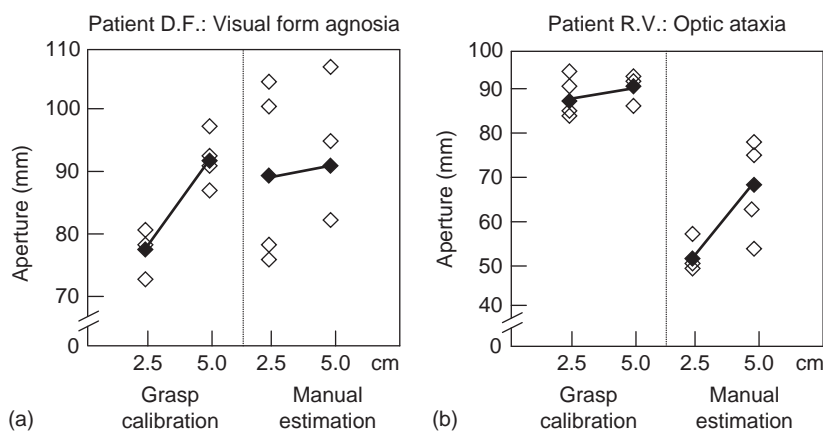 Patient D.F.: Visual form agnosia
110
100
90
80
70
0
Aperture (mm)
2.5 5.0 2.5 5.0 cm
Grasp calibration
Manual estimation
(a)
Patient R.V.: Optic ataxia
100
90
80
70
60
50
40
0
Aperture (mm)
2.5 5.0 2.5 5.0 cm
Grasp calibration
Manual estimation
(b)